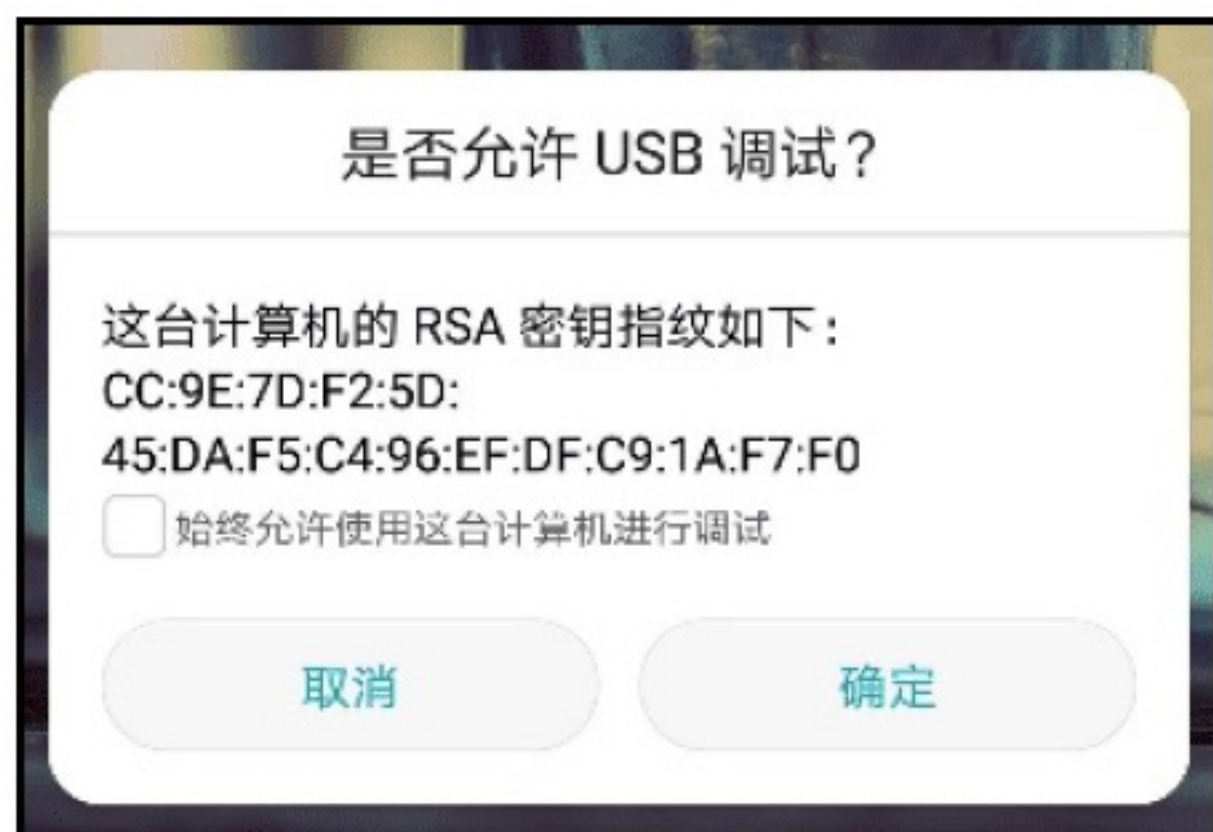 是否允许 USB 调试？
这台计算机的 RSA 密钥指纹如下：
CC:9E:7D:F2:5D:
45:DA:F5:C4:96:EF:DF:C9:1A:F7:F0
始终允许使用这台计算机进行调试
取消
确定